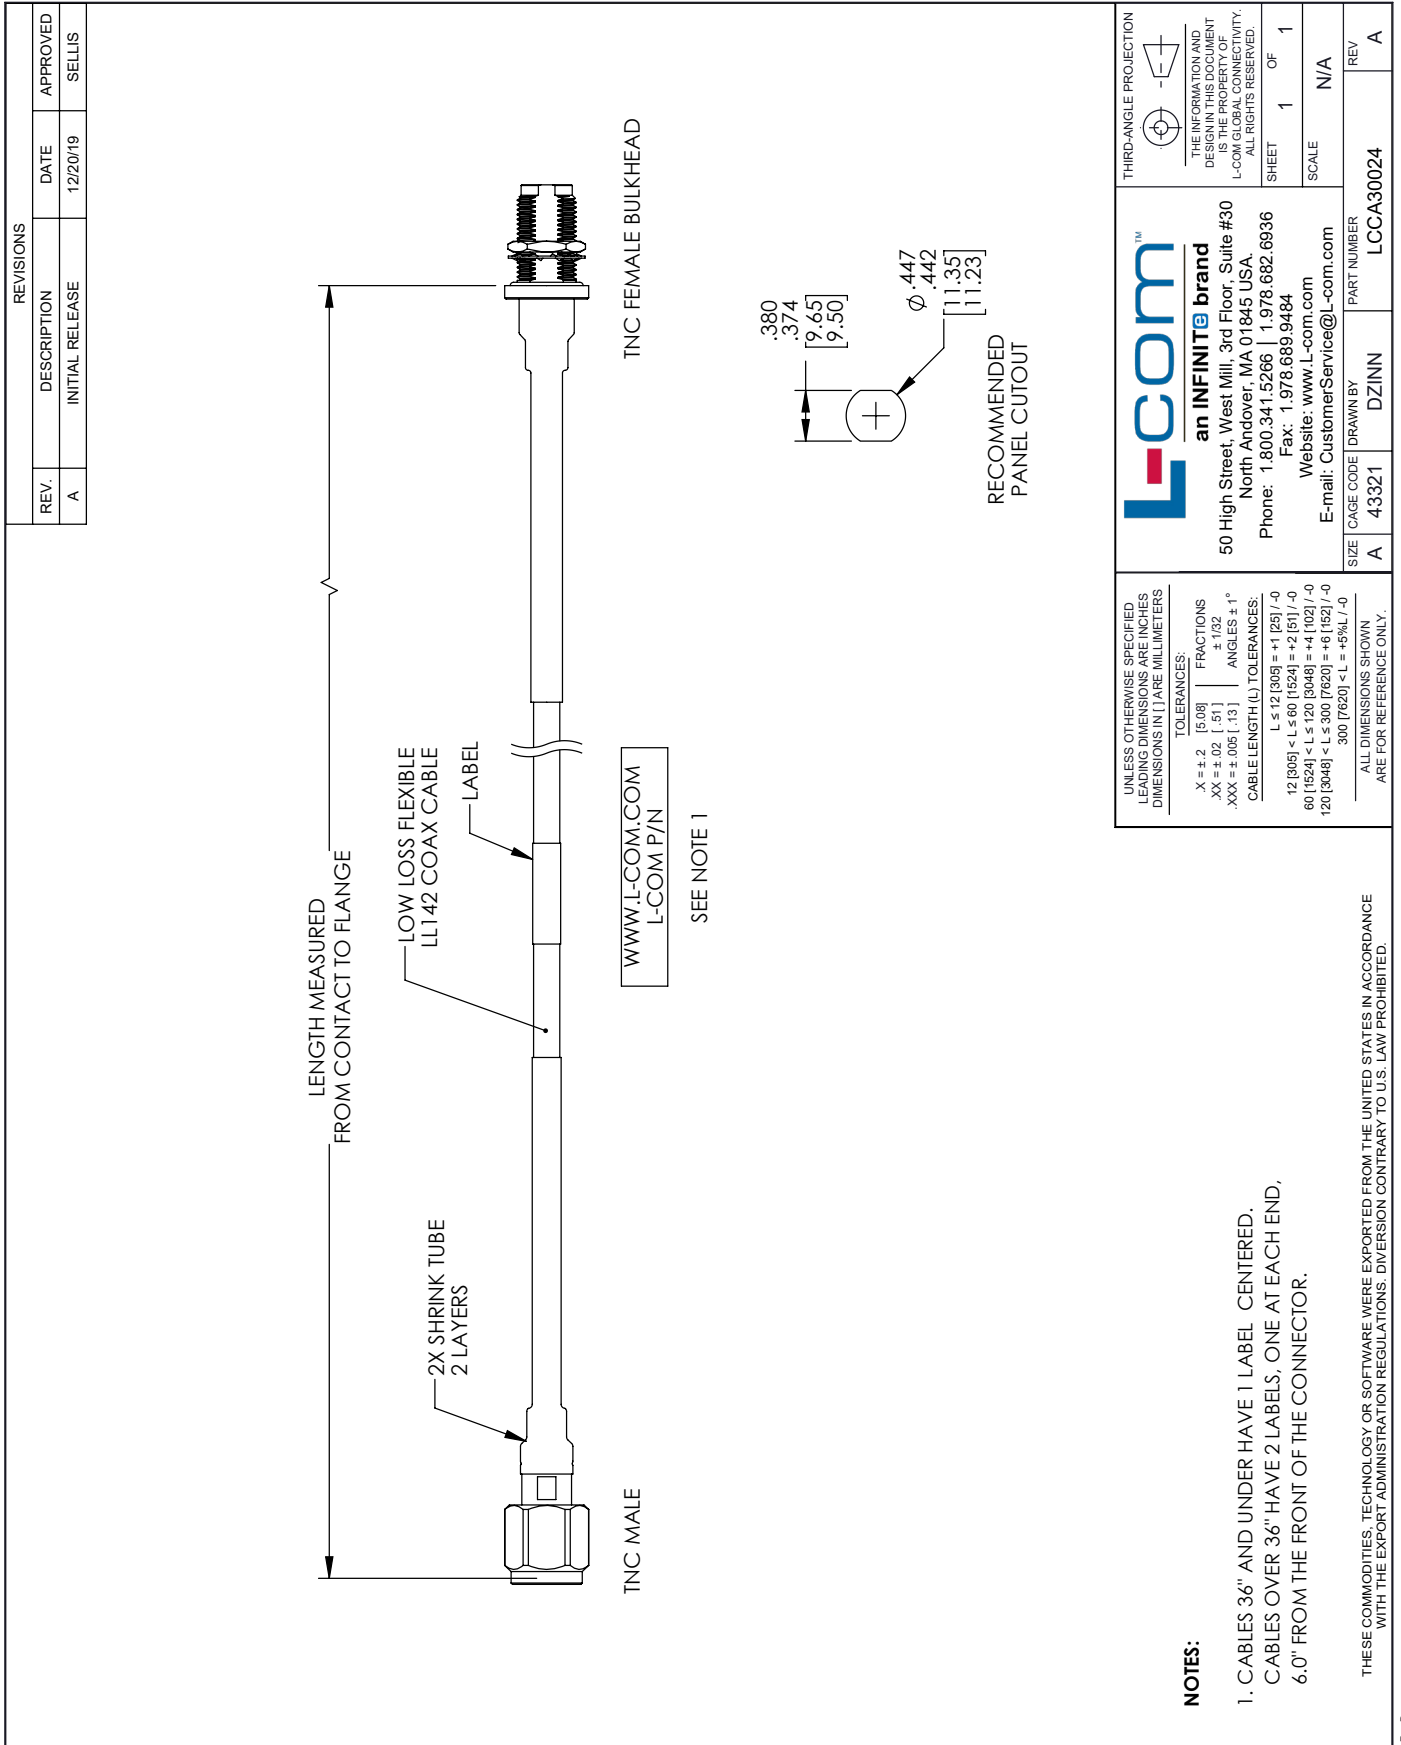 REVISIONS
REV. DESCRIPTION DATE APPROVED
A INITIAL RELEASE 12/20/19 SELLIS
LENGTH MEASURED
FROM CONTACT TO FLANGE
2X SHRINK TUBE
2 LAYERS
LOW LOSS FLEXIBLE
LL142 COAX CABLE
LABEL
TNC MALE
WWW.L-COM.COM
L-COM P/N
SEE NOTE 1
TNC FEMALE BULKHEAD
.380
.374
[9.65]
[9.50]
⌀.447
.442
[11.35]
[11.23]
RECOMMENDED
PANEL CUTOUT
NOTES:
1. CABLES 36" AND UNDER HAVE 1 LABEL CENTERED.
CABLES OVER 36" HAVE 2 LABELS, ONE AT EACH END,
6.0" FROM THE FRONT OF THE CONNECTOR.
THESE COMMODITIES, TECHNOLOGY OR SOFTWARE WERE EXPORTED FROM THE UNITED STATES IN ACCORDANCE
WITH THE EXPORT ADMINISTRATION REGULATIONS. DIVERSION CONTRARY TO U.S. LAW PROHIBITED.
UNLESS OTHERWISE SPECIFIED
LEADING DIMENSIONS ARE INCHES
DIMENSIONS IN [ ] ARE MILLIMETERS
TOLERANCES:
.X = ±.2 [5.08] FRACTIONS
.XX = ±.02 [.51] ± 1/32
.XXX = ±.005 [.13] ANGLES ± 1°
CABLE LENGTH (L) TOLERANCES:
L ≤ 12 [305] = +1 [25] / -0
12 [305] < L ≤ 60 [1524] = +2 [51] / -0
60 [1524] < L ≤ 120 [3048] = +4 [102] / -0
120 [3048] < L ≤ 300 [7620] = +6 [152] / -0
300 [7620] < L = +5%L / -0
ALL DIMENSIONS SHOWN
ARE FOR REFERENCE ONLY.
L-com™
an INFINITe brand
50 High Street, West Mill, 3rd Floor, Suite #30
North Andover, MA 01845 USA.
Phone: 1.800.341.5266 | 1.978.682.6936
Fax: 1.978.689.9484
Website: www.L-com.com
E-mail: CustomerService@L-com.com
THIRD-ANGLE PROJECTION
THE INFORMATION AND
DESIGN IN THIS DOCUMENT
IS THE PROPERTY OF
L-COM GLOBAL CONNECTIVITY.
ALL RIGHTS RESERVED.
SHEET 1 OF 1
SCALE N/A
SIZE A
CAGE CODE 43321
DRAWN BY DZINN
PART NUMBER LCCA30024
REV A